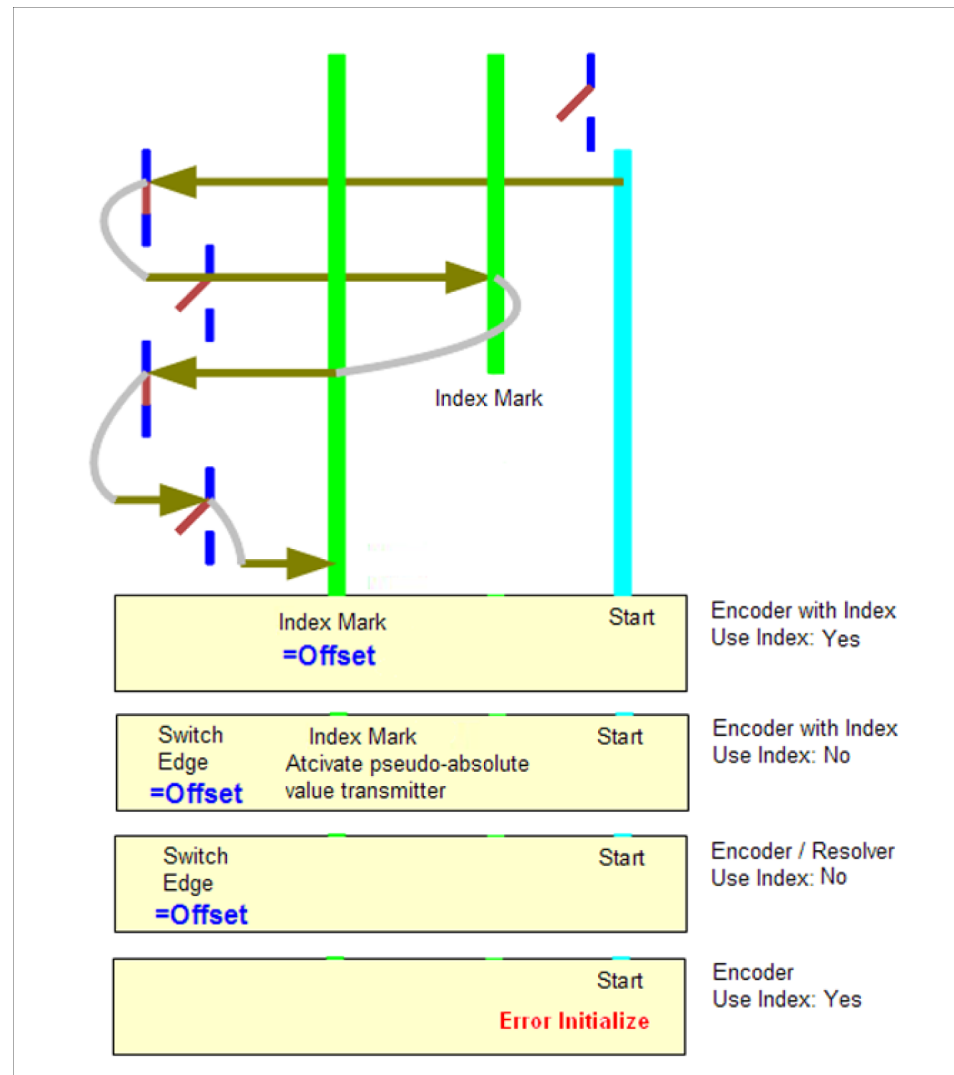 Index Mark
Index Mark
=Offset
Start
Encoder with Index
Use Index: Yes
Switch
Edge
=Offset
Index Mark
Atcivate pseudo-absolute
value transmitter
Start
Encoder with Index
Use Index: No
Switch
Edge
=Offset
Start
Encoder / Resolver
Use Index: No
Start
Error Initialize
Encoder
Use Index: Yes